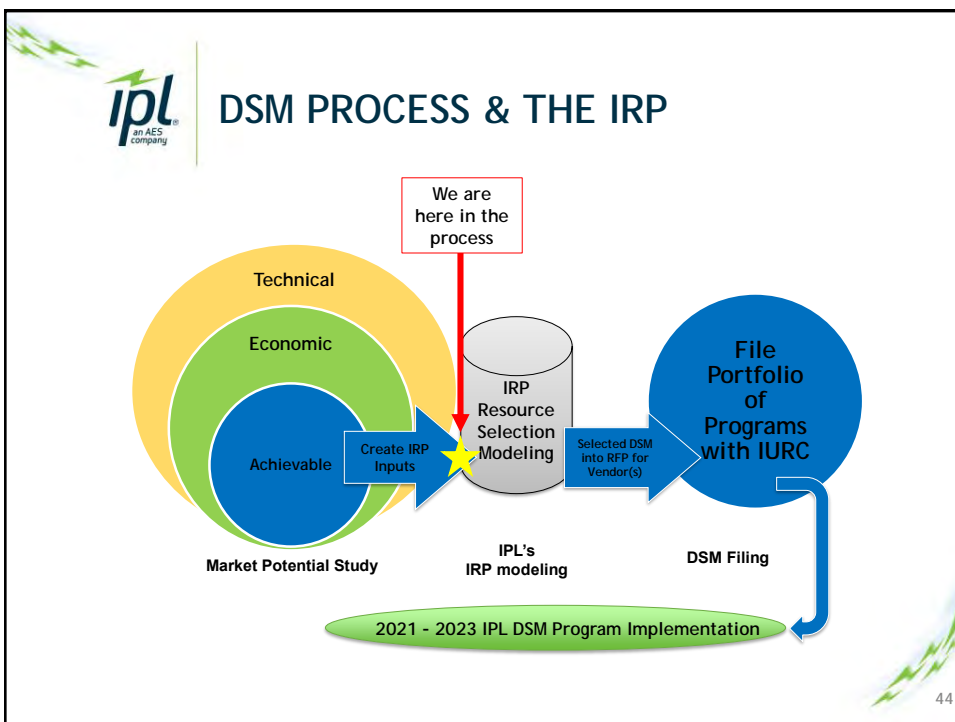 ipl
an AES
company
DSM PROCESS & THE IRP
We are
here in the
process
Technical
Economic
Achievable
Create IRP
Inputs
IRP
Resource
Selection
Modeling
Selected DSM
into RFP for
Vendor(s)
File
Portfolio
of
Programs
with IURC
Market Potential Study
IPL's
IRP modeling
DSM Filing
2021 - 2023 IPL DSM Program Implementation
44